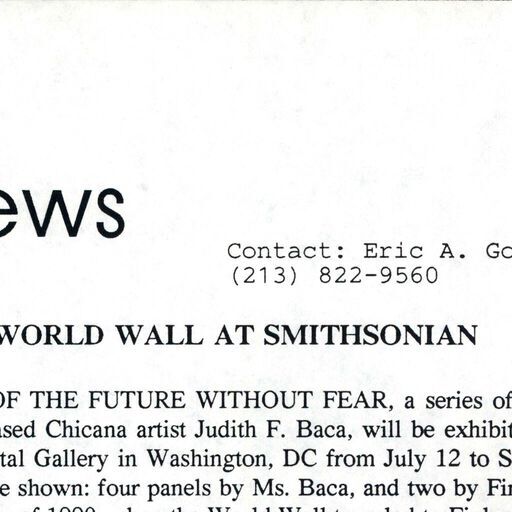 ews
Contact: Eric A. Go
(213) 822-9560
WORLD WALL AT SMITHSONIAN
OF THE FUTURE WITHOUT FEAR, a series of
ased Chicana artist Judith F. Baca, will be exhibit
tal Gallery in Washington, DC from July 12 to S
e shown: four panels by Ms. Baca, and two by Fin